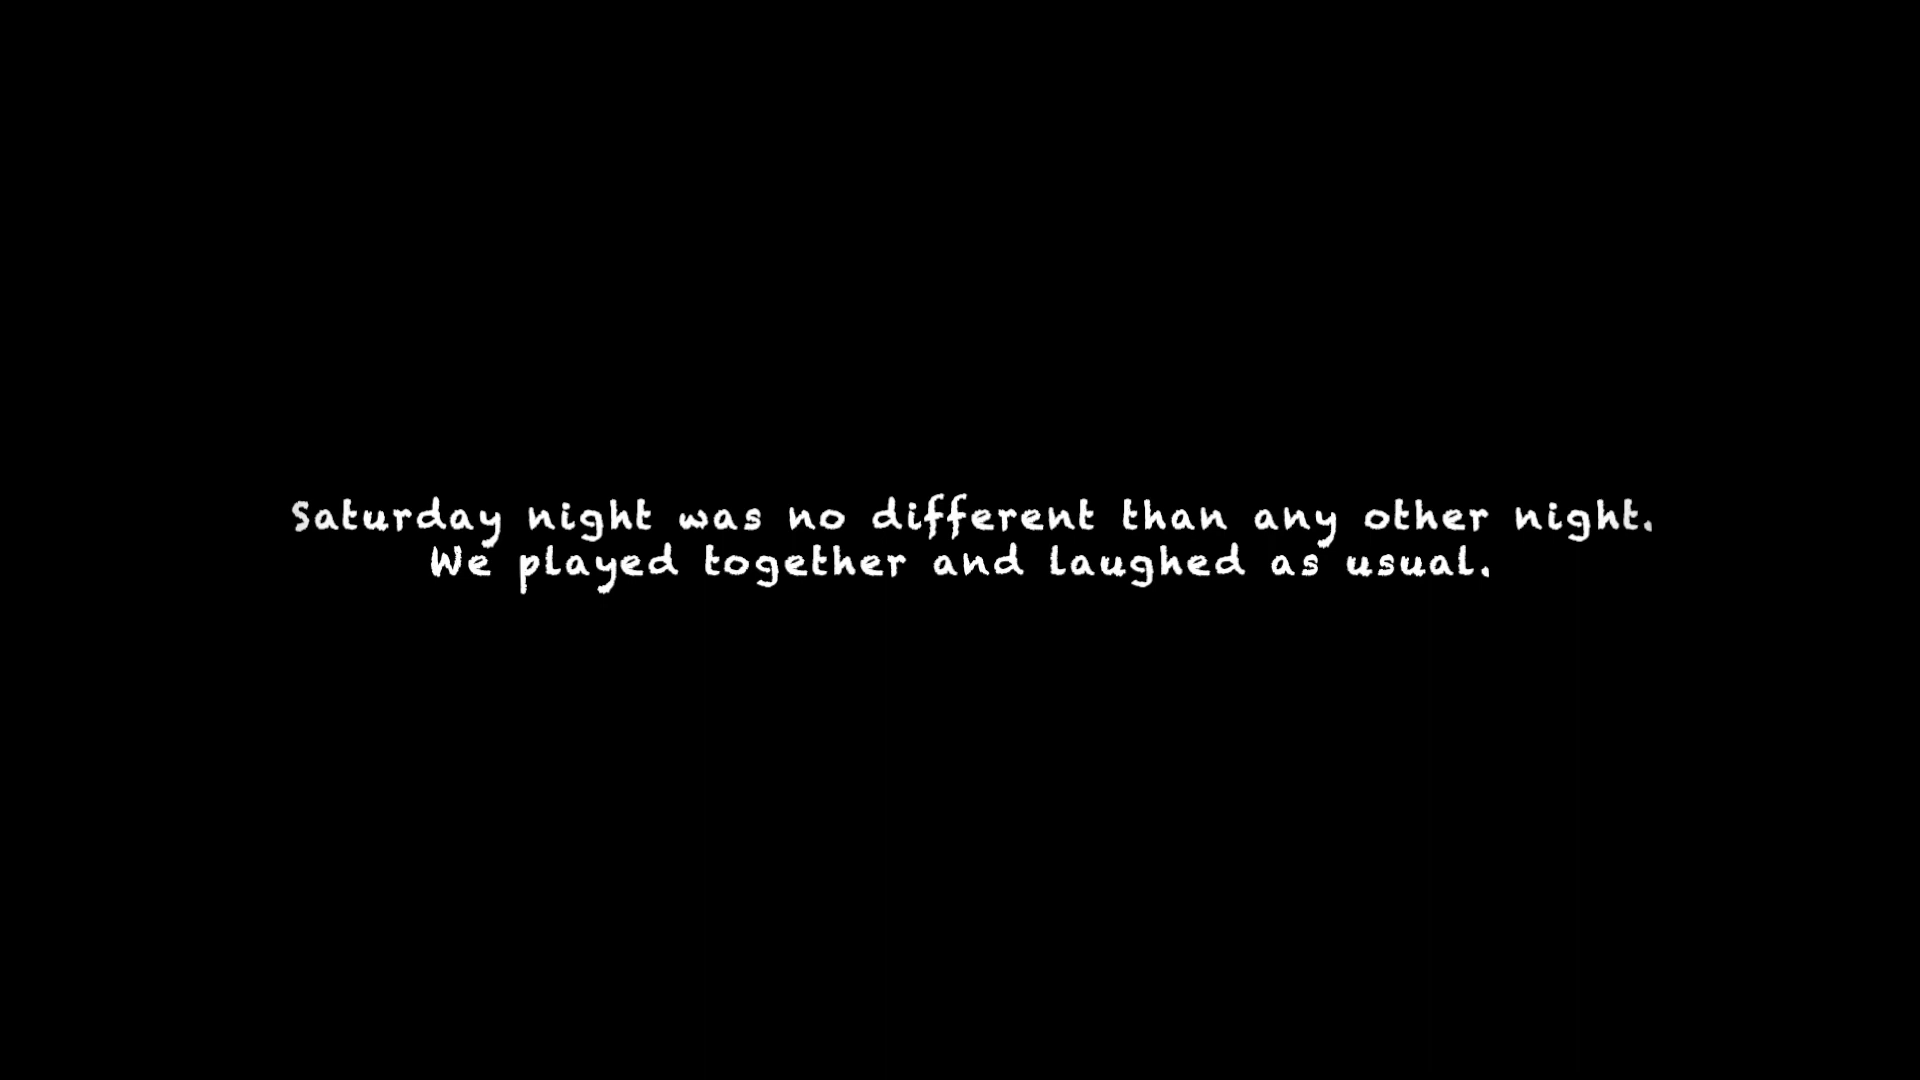 Saturday night was no different than any other night.
We played together and laughed as usual.